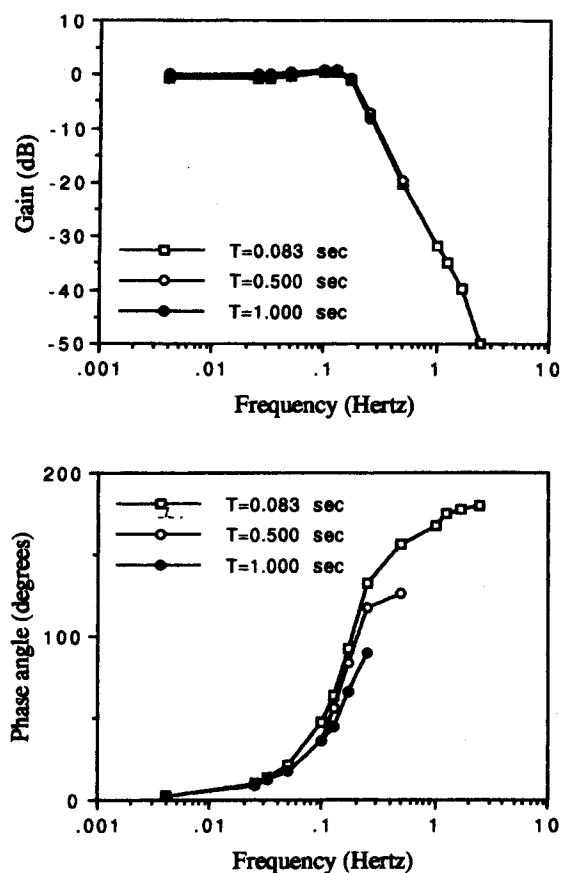 10
0
-10
-20
-30
-40
-50
Gain (dB)
T=0.083 sec
T=0.500 sec
T=1.000 sec
.001
.01
.1
1
10
Frequency (Hertz)
200
100
0
Phase angle (degrees)
T=0.083 sec
T=0.500 sec
T=1.000 sec
.001
.01
.1
1
10
Frequency (Hertz)